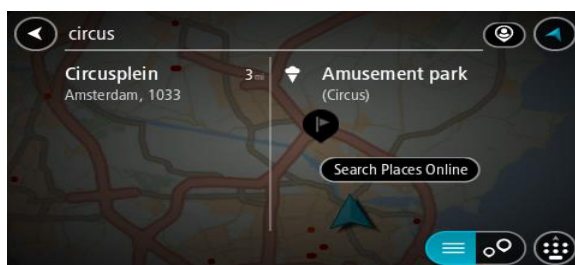 circus
Circusplein
3 mi
Amsterdam, 1033
Amusement park
(Circus)
Search Places Online